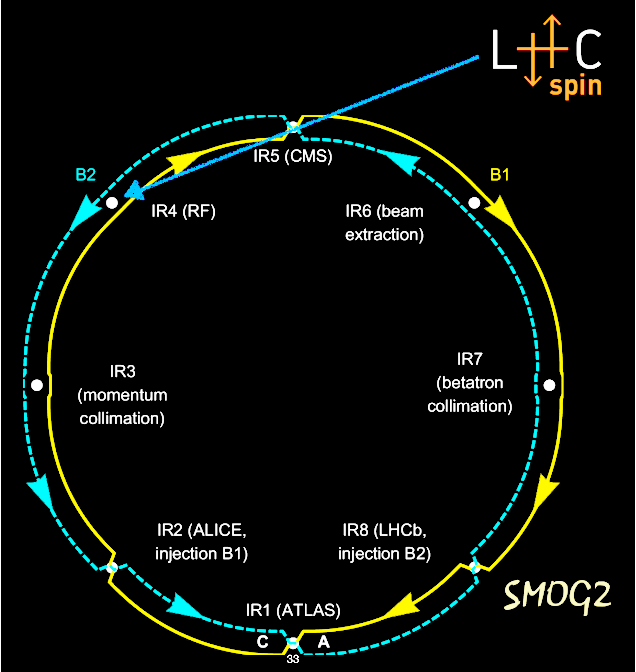 LHC
spin
IR5 (CMS)
B2
B1
IR4 (RF)
IR6 (beam
extraction)
IR3
(momentum
collimation)
IR7
(betatron
collimation)
IR2 (ALICE,
injection B1)
IR8 (LHCb,
injection B2)
SMOG2
IR1 (ATLAS)
C
A
33